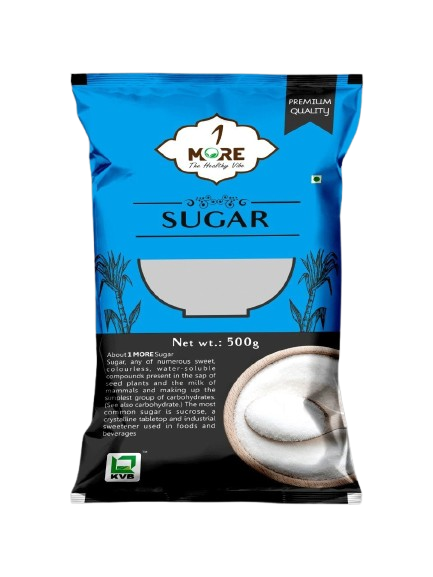 PREMIUM
QUALITY
1
MORE
The Healthy Vibe
SUGAR
Net wt.: 500g
About 1 MORE Sugar
Sugar, any of numerous sweet,
colourless, water-soluble
compounds present in the sap of
seed plants and the milk of
mammals and making up the
simplest group of carbohydrates.
(See also carbohydrate.) The most
common sugar is sucrose, a
crystalline tabletop and industrial
sweetener used in foods and
beverages
KVB
TM